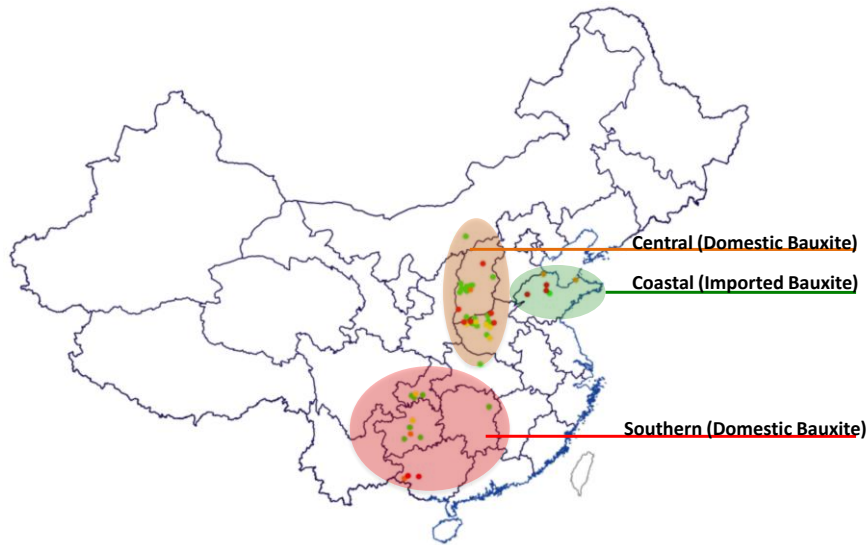 Central (Domestic Bauxite)
Coastal (Imported Bauxite)
Southern (Domestic Bauxite)